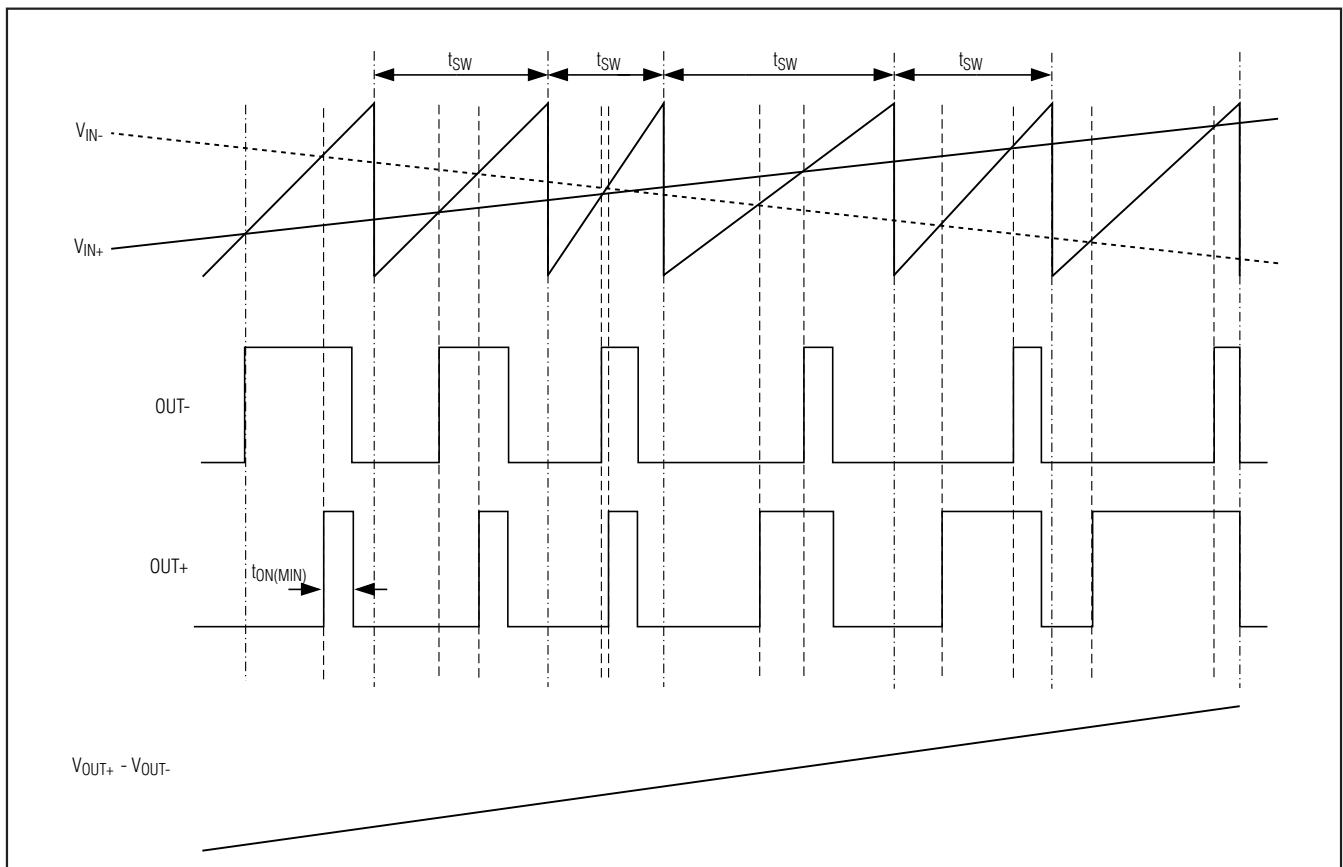 tSW tSW tSW tSW
VIN-
VIN+
OUT-
OUT+
tON(MIN)
VOUT+ - VOUT-